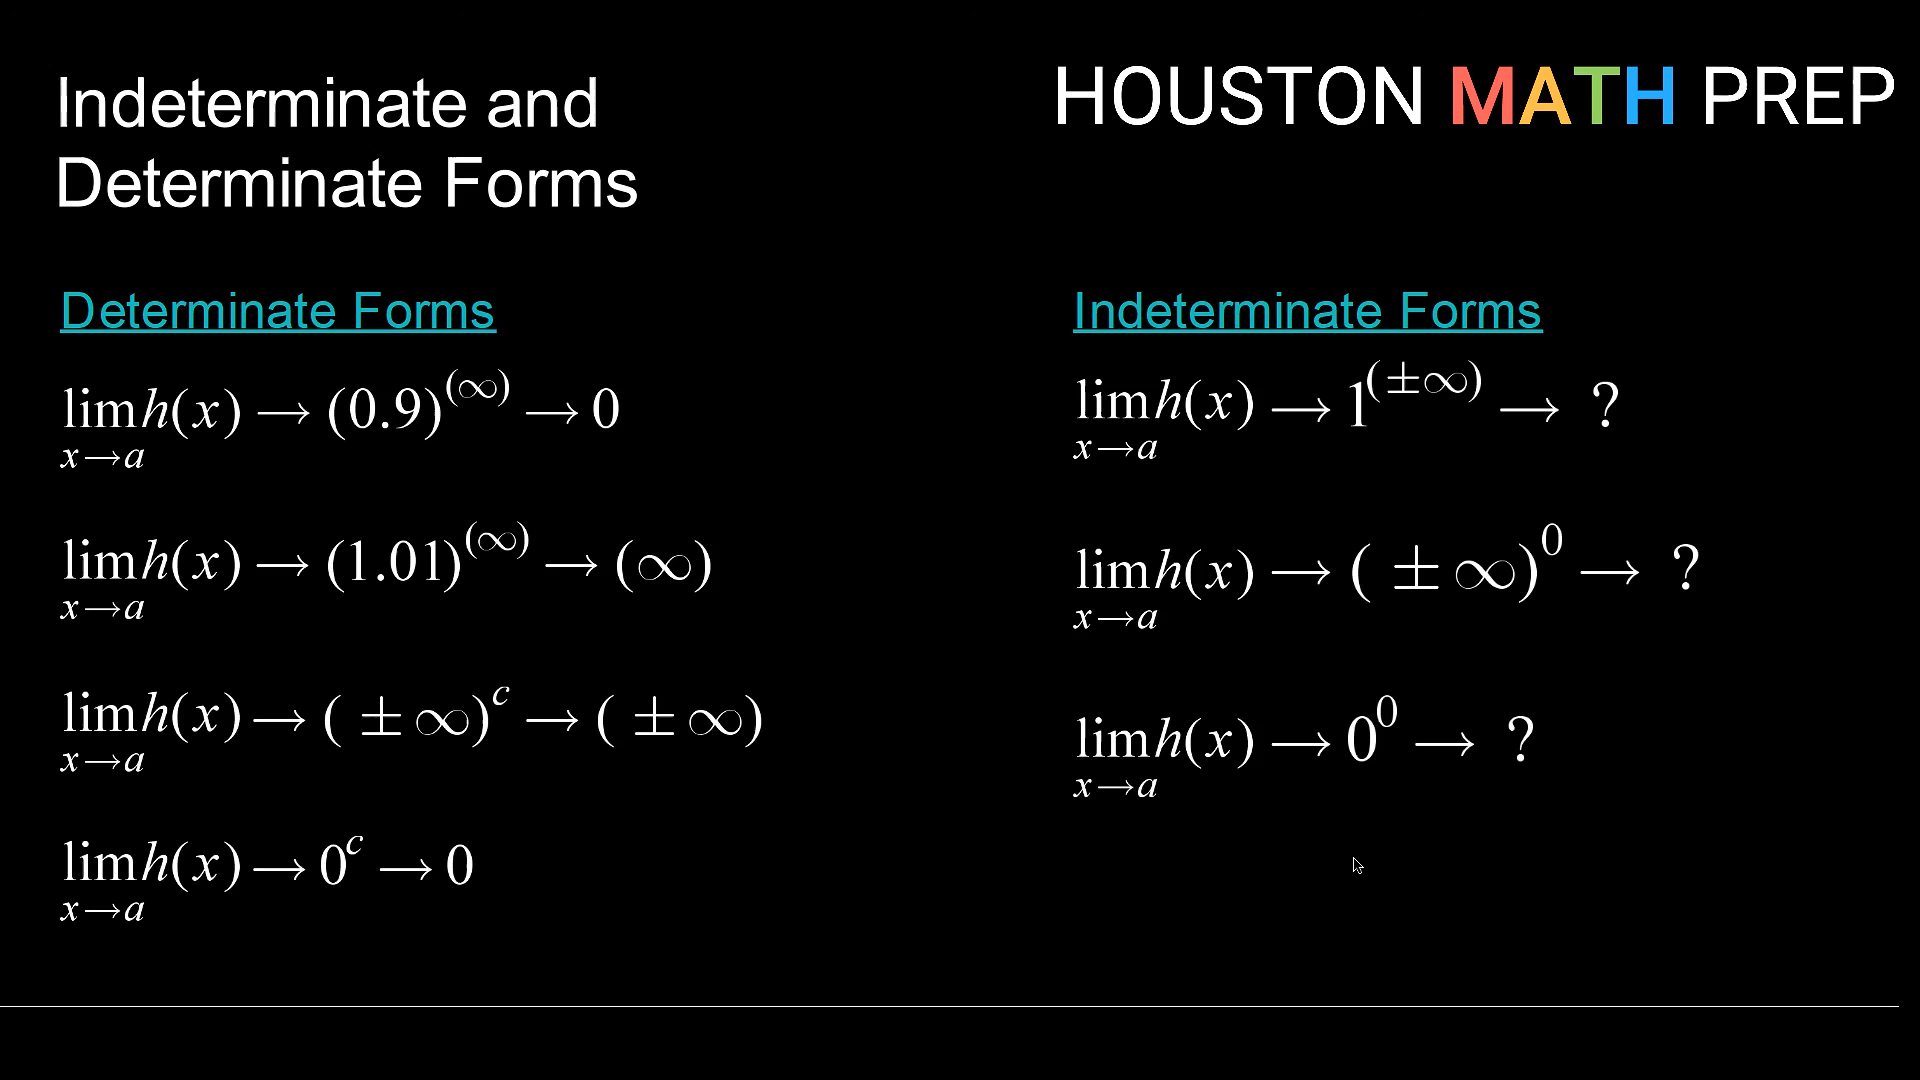 Indeterminate and
Determinate Forms
HOUSTON MATH PREP
Determinate Forms
lim h(x) → (0.9)^(∞) → 0
x→a
lim h(x) → (1.01)^(∞) → (∞)
x→a
lim h(x) → ( ± ∞)^c → ( ± ∞)
x→a
lim h(x) → 0^c → 0
x→a
Indeterminate Forms
lim h(x) → 1^(±∞) → ?
x→a
lim h(x) → ( ± ∞)^0 → ?
x→a
lim h(x) → 0^0 → ?
x→a